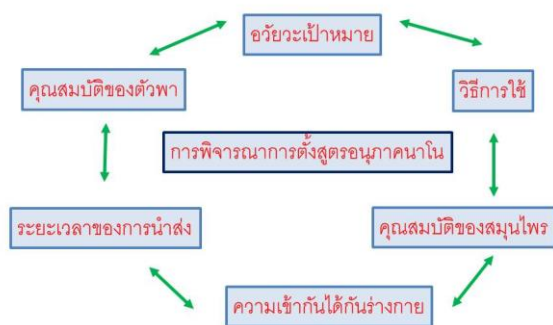 อวัยวะเป้าหมาย
คุณสมบัติของตัวพา
วิธีการใช้
การพิจารณาการตั้งสูตรอนุภาคนาโน
ระยะเวลาของการนำส่ง
คุณสมบัติของสมุนไพร
ความเข้ากันได้กันร่างกาย